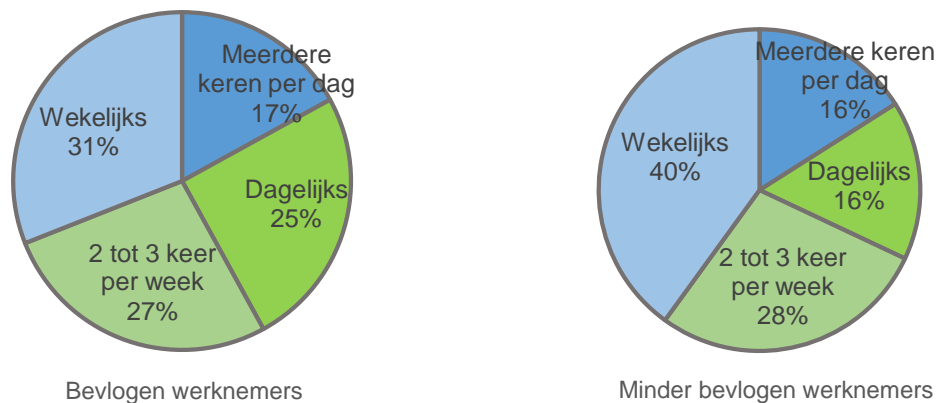 Meerdere
keren per dag
17%
Wekelijks
31%
Dagelijks
25%
2 tot 3 keer
per week
27%
Bevlogen werknemers
Meerdere keren
per dag
16%
Wekelijks
40%
Dagelijks
16%
2 tot 3 keer
per week
28%
Minder bevlogen werknemers